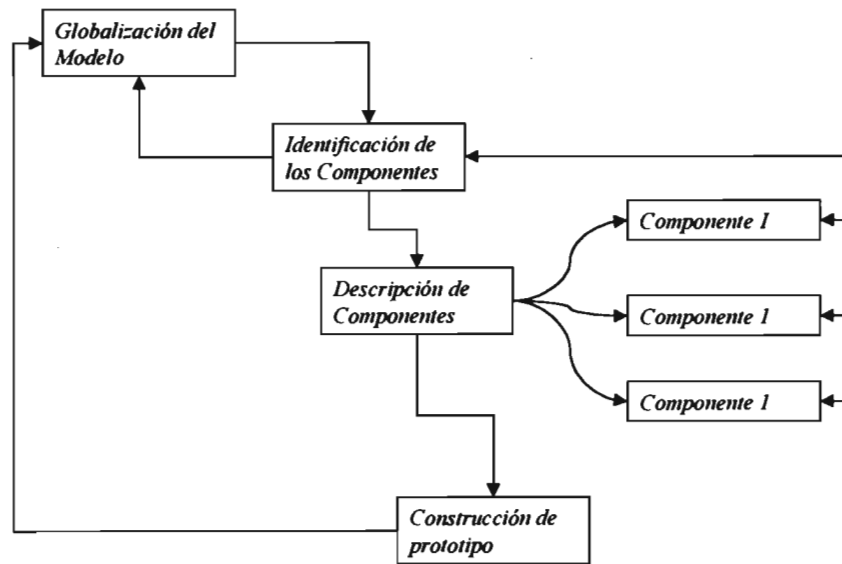 Globalización del
Modelo
Identificación de
los Componentes
Componente I
Descripción de
Componentes
Componente 1
Componente 1
Construcción de
prototipo